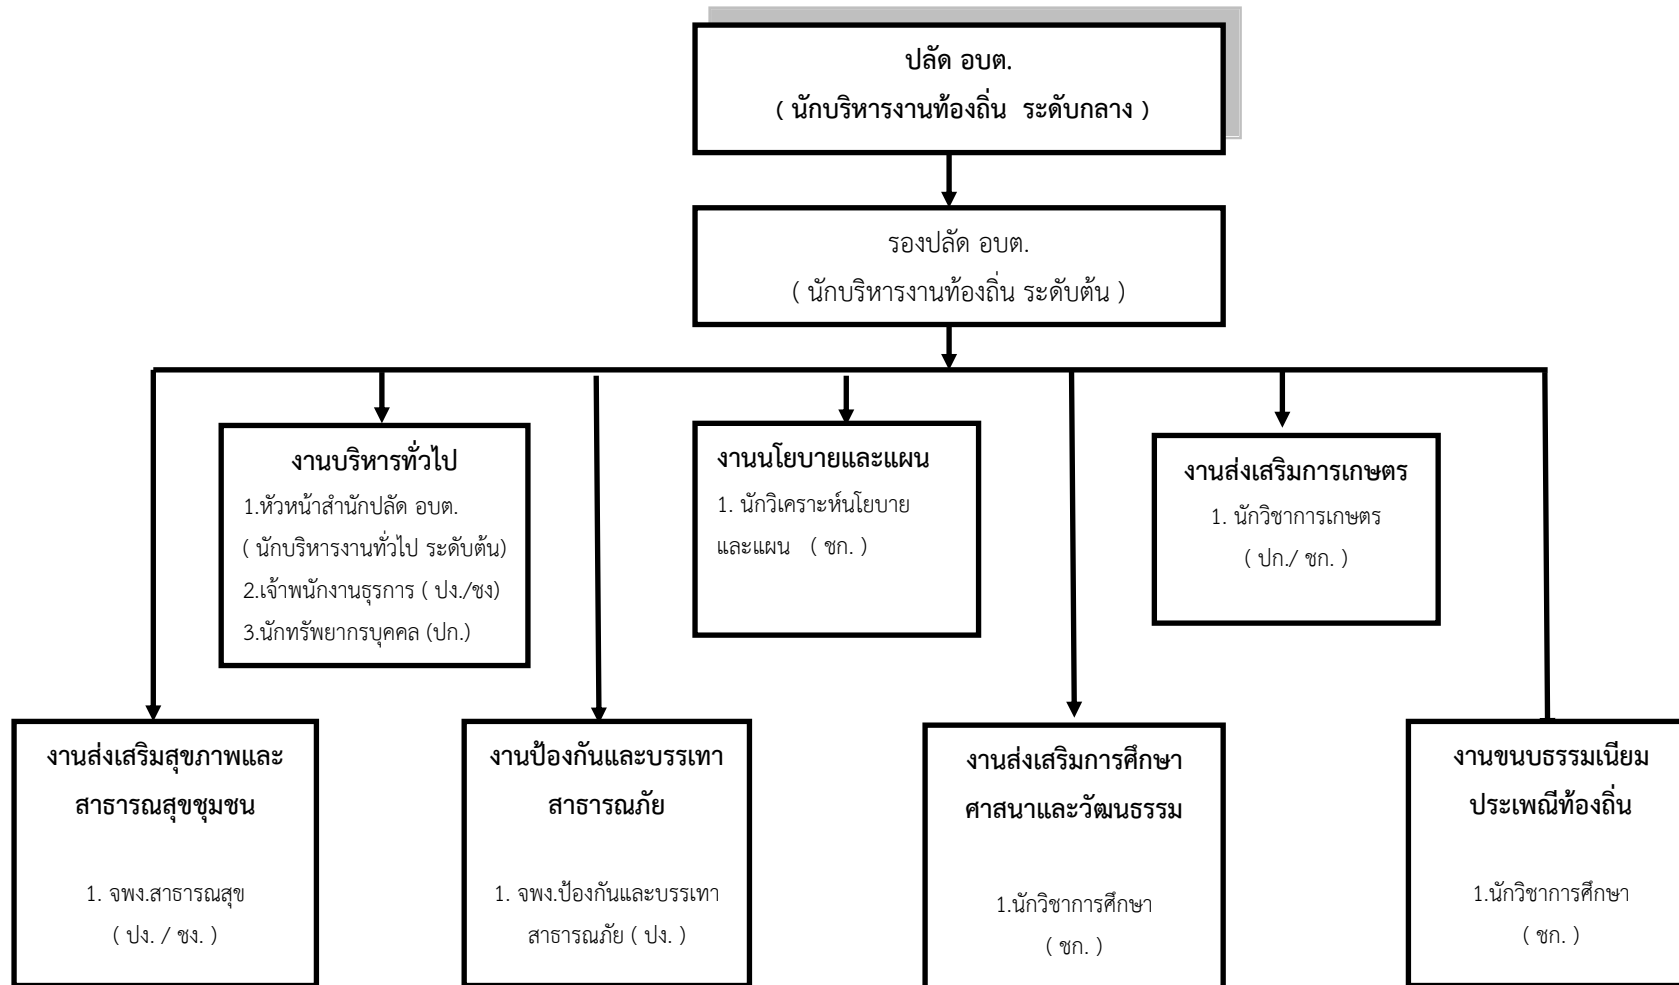 ปลัด อบต.
( นักบริหารงานท้องถิ่น  ระดับกลาง )
รองปลัด อบต.
( นักบริหารงานท้องถิ่น ระดับต้น )
งานบริหารทั่วไป
1.หัวหน้าสำนักปลัด อบต.
( นักบริหารงานทั่วไป ระดับต้น)
2.เจ้าพนักงานธุรการ ( ปง./ชง)
3.นักทรัพยากรบุคคล (ปก.)
งานนโยบายและแผน
1. นักวิเคราะห์นโยบาย
และแผน   ( ชก. )
งานส่งเสริมการเกษตร
1. นักวิชาการเกษตร
( ปก./ ชก. )
งานส่งเสริมสุขภาพและ
สาธารณสุขชุมชน
1. จพง.สาธารณสุข
( ปง. / ชง. )
งานป้องกันและบรรเทา
สาธารณภัย
1. จพง.ป้องกันและบรรเทา
สาธารณภัย ( ปง. )
งานส่งเสริมการศึกษา
ศาสนาและวัฒนธรรม
1.นักวิชาการศึกษา
( ชก. )
งานขนบธรรมเนียม
ประเพณีท้องถิ่น
1.นักวิชาการศึกษา
( ชก. )